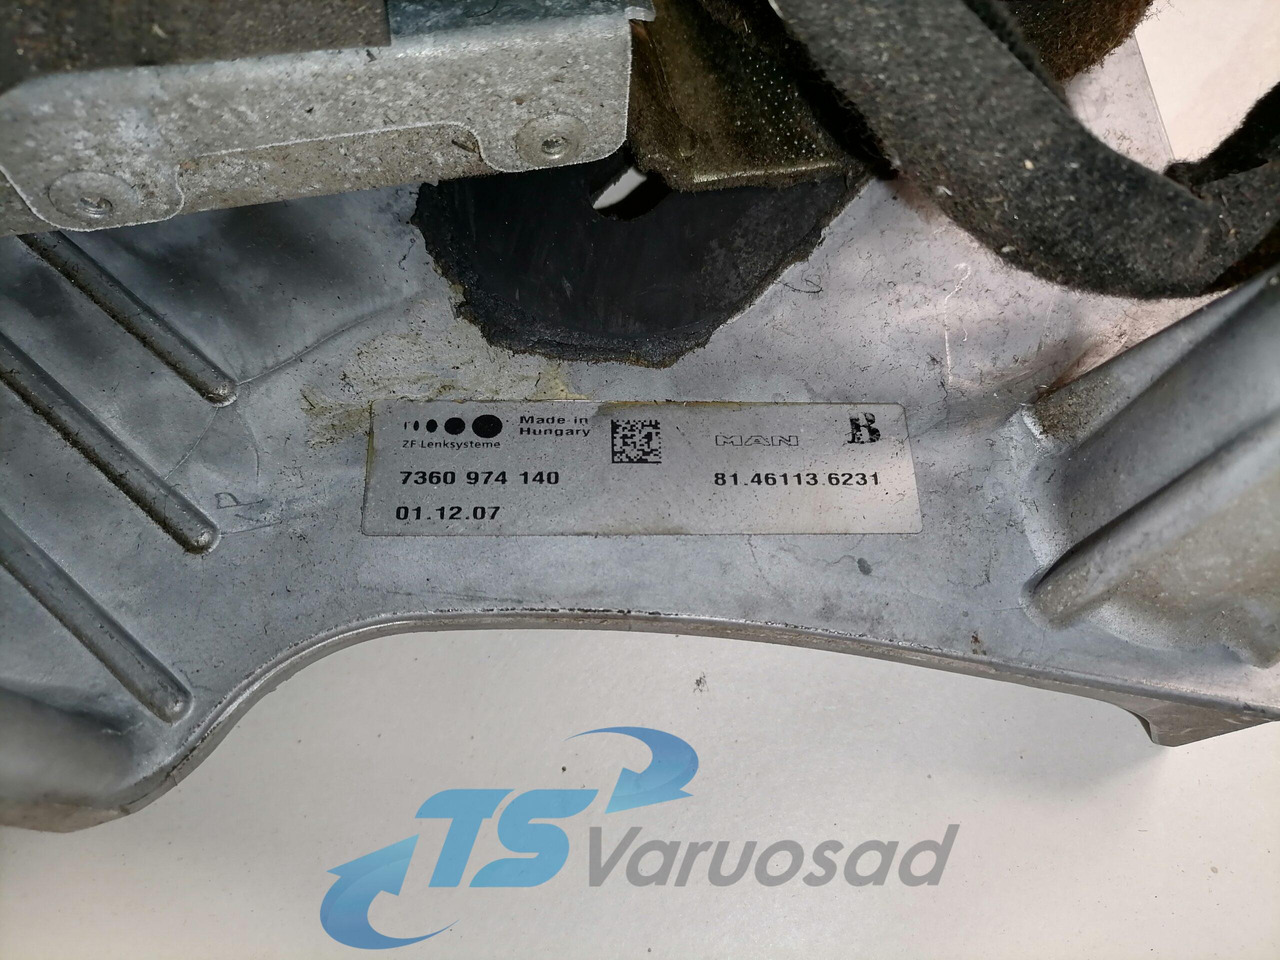 Made in
Hungary
ZF Lenksysteme
MAN
B
7360 974 140
81.46113.6231
01.12.07
TS Varuosad